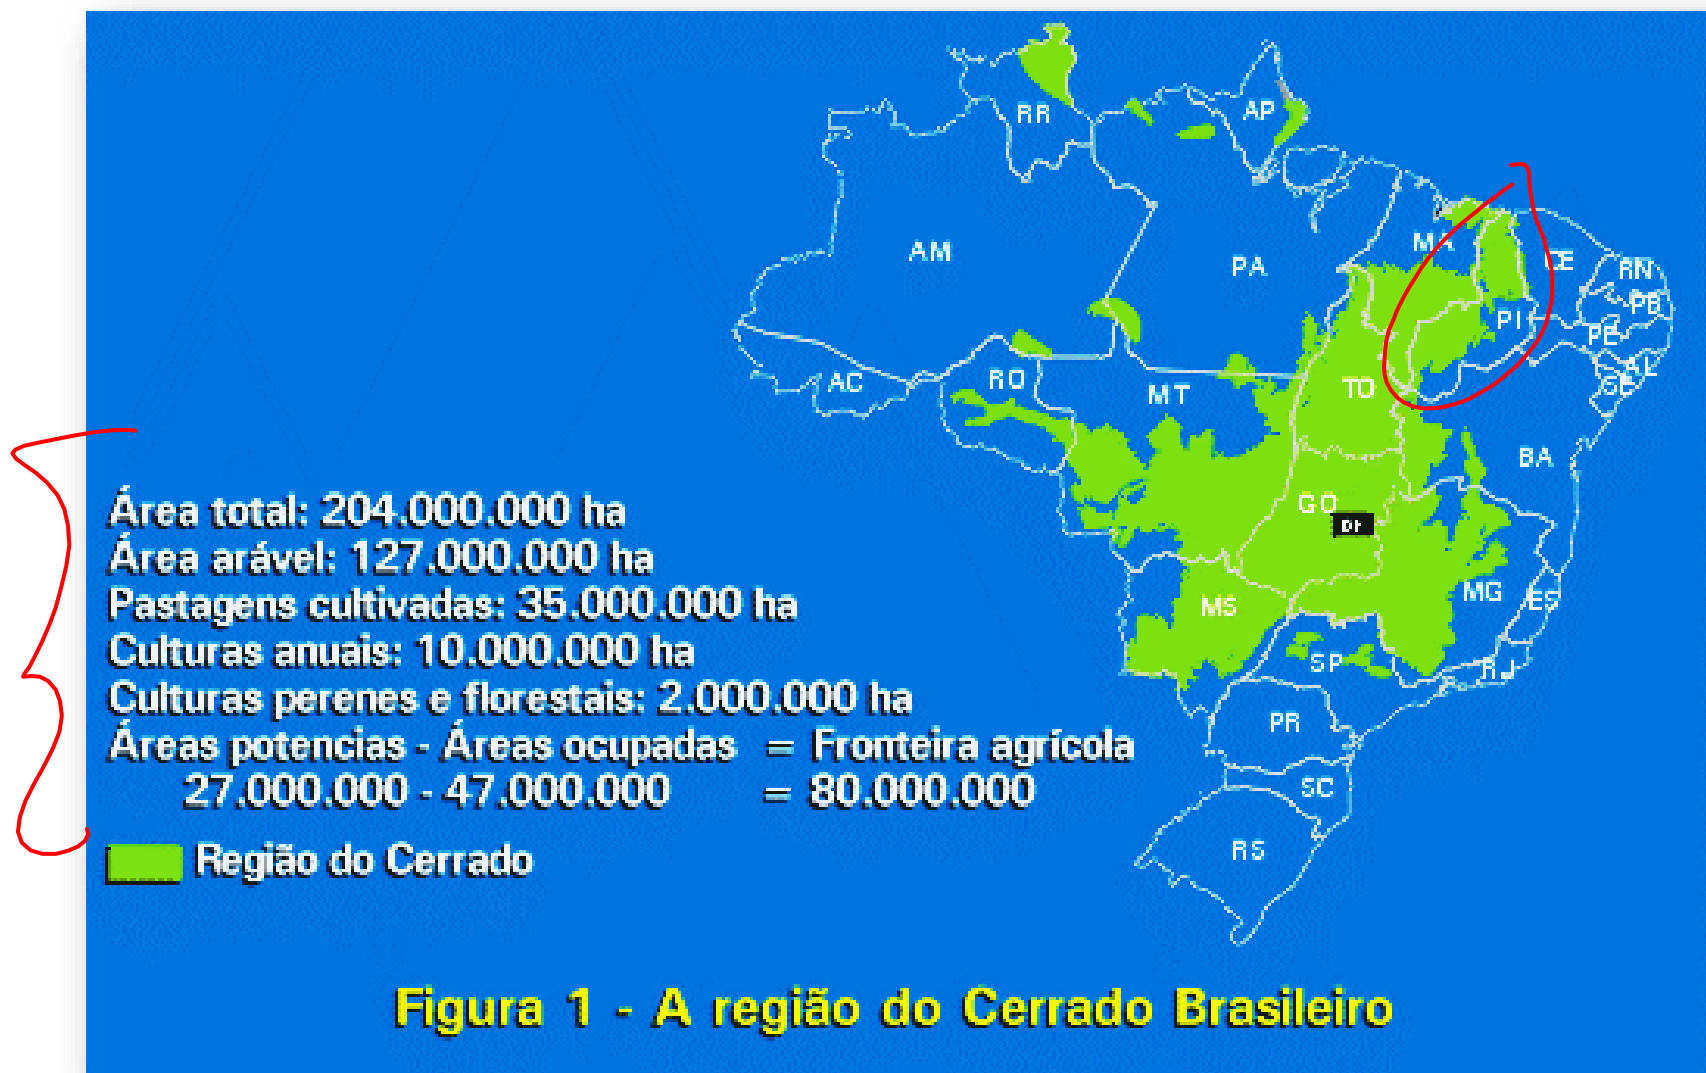 RR
AP
AM
PA
MA
CE
RN
PB
PI
PE
AL
SE
AC
RO
MT
TO
BA
GO
DF
MG
ES
MS
SP
RJ
PR
SC
RS
Área total: 204.000.000 ha
Área arável: 127.000.000 ha
Pastagens cultivadas: 35.000.000 ha
Culturas anuais: 10.000.000 ha
Culturas perenes e florestais: 2.000.000 ha
Áreas potencias - Áreas ocupadas = Fronteira agrícola
27.000.000 - 47.000.000 = 80.000.000
Região do Cerrado
Figura 1 - A região do Cerrado Brasileiro